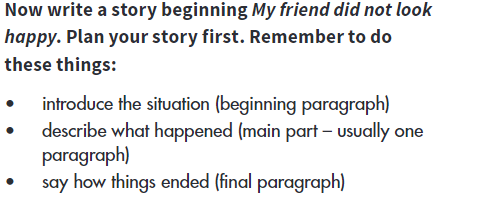 Now write a story beginning My friend did not look
happy. Plan your story first. Remember to do
these things:
• introduce the situation (beginning paragraph)
• describe what happened (main part – usually one
paragraph)
• say how things ended (final paragraph)